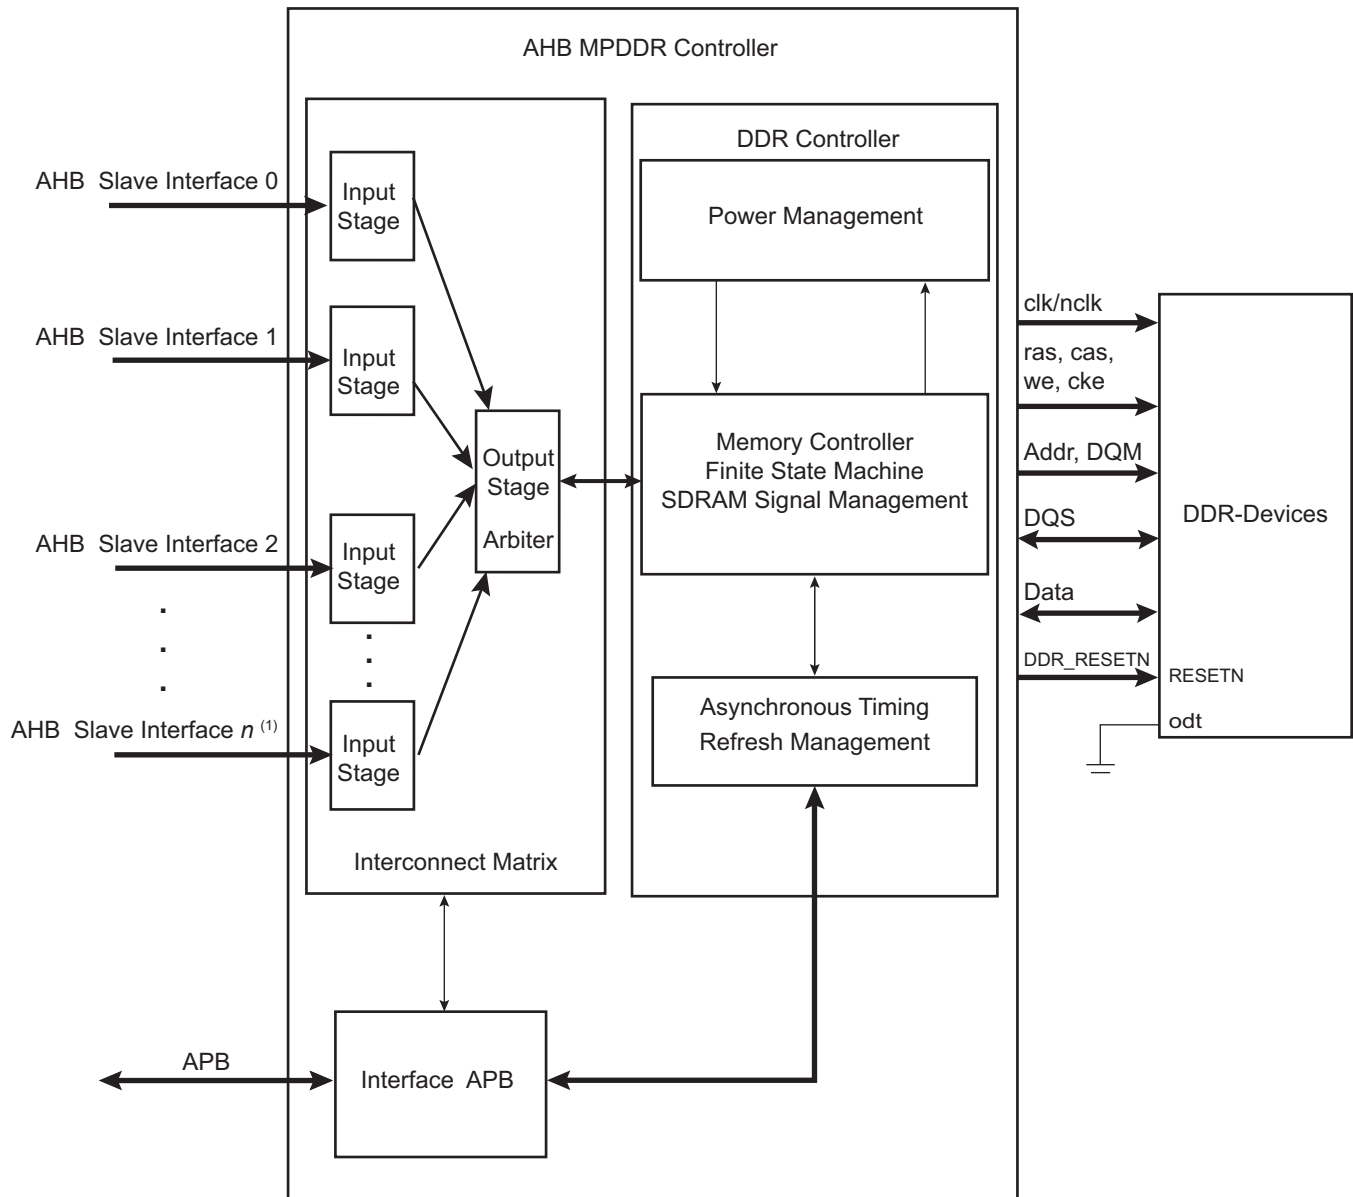 AHB MPDDR Controller
DDR Controller
AHB Slave Interface 0
Input
Stage
Power Management
AHB Slave Interface 1
Input
Stage
clk/nclk
ras, cas,
we, cke
Output
Stage
Arbiter
Memory Controller
Finite State Machine
SDRAM Signal Management
Addr, DQM
DQS
DDR-Devices
AHB Slave Interface 2
Input
Stage
.
.
.
.
.
.
Data
DDR_RESETN
RESETN
odt
Asynchronous Timing
Refresh Management
AHB Slave Interface n (1)
Input
Stage
Interconnect Matrix
APB
Interface APB